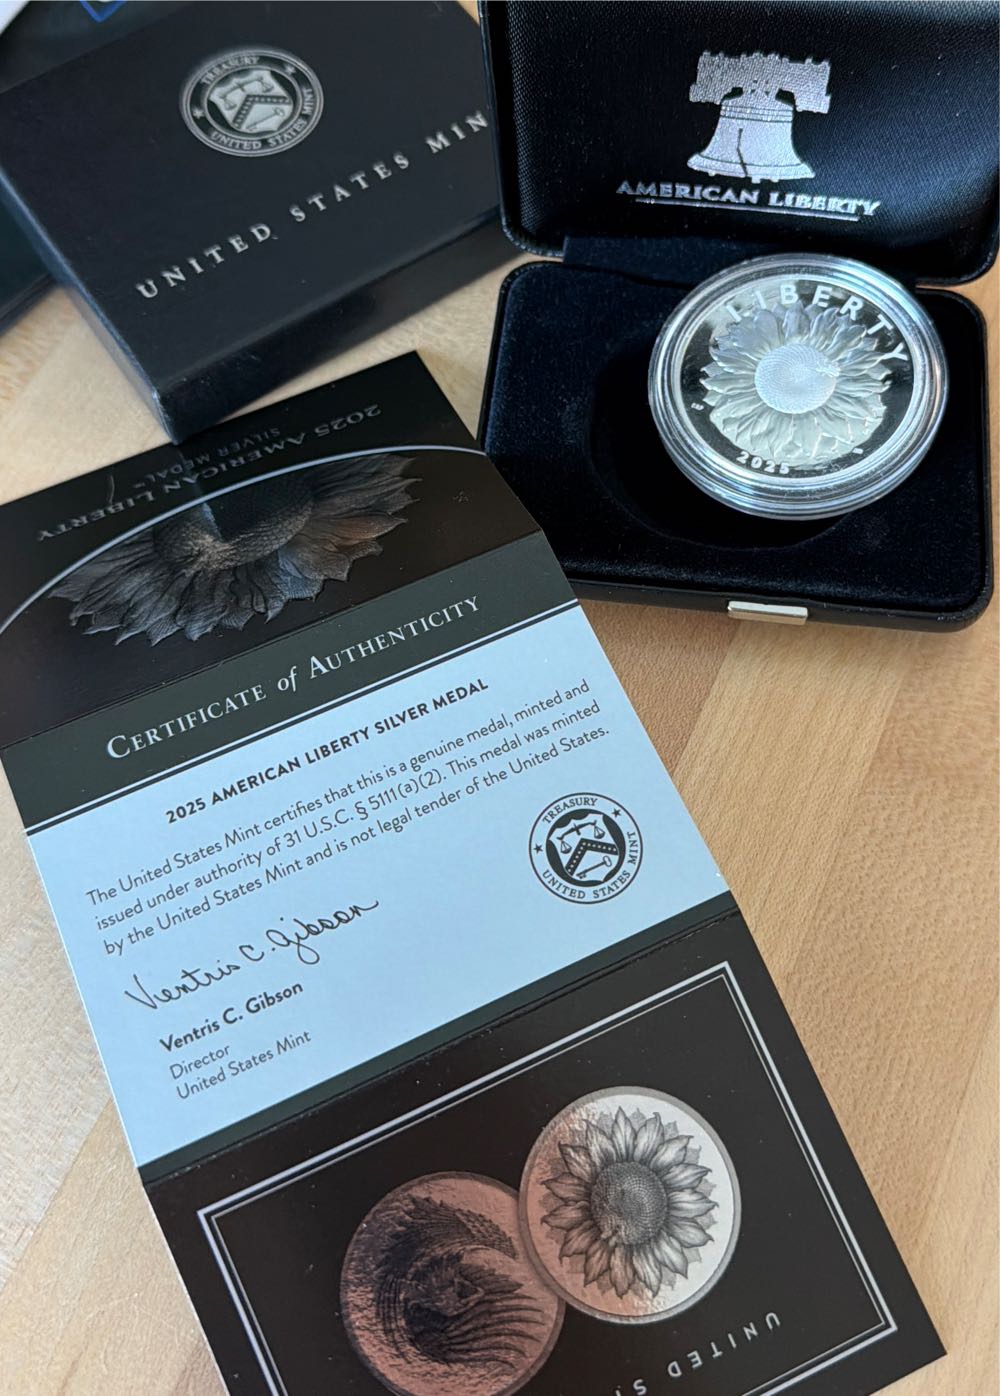 TREASURY
UNITED STATES MINT
UNITED STATES MIN
AMERICAN LIBERTY
LIBERTY
2025
2025 AMERICAN LIBERTY
SILVER MEDAL™
CERTIFICATE of AUTHENTICITY
2025 AMERICAN LIBERTY SILVER MEDAL
The United States Mint certifies that this is a genuine medal, minted and
issued under authority of 31 U.S.C. § 5111(a)(2). This medal was minted
by the United States Mint and is not legal tender of the United States.
TREASURY
UNITED STATES MINT
Ventris C. Gibson
Ventris C. Gibson
Director
United States Mint
UNITED ST